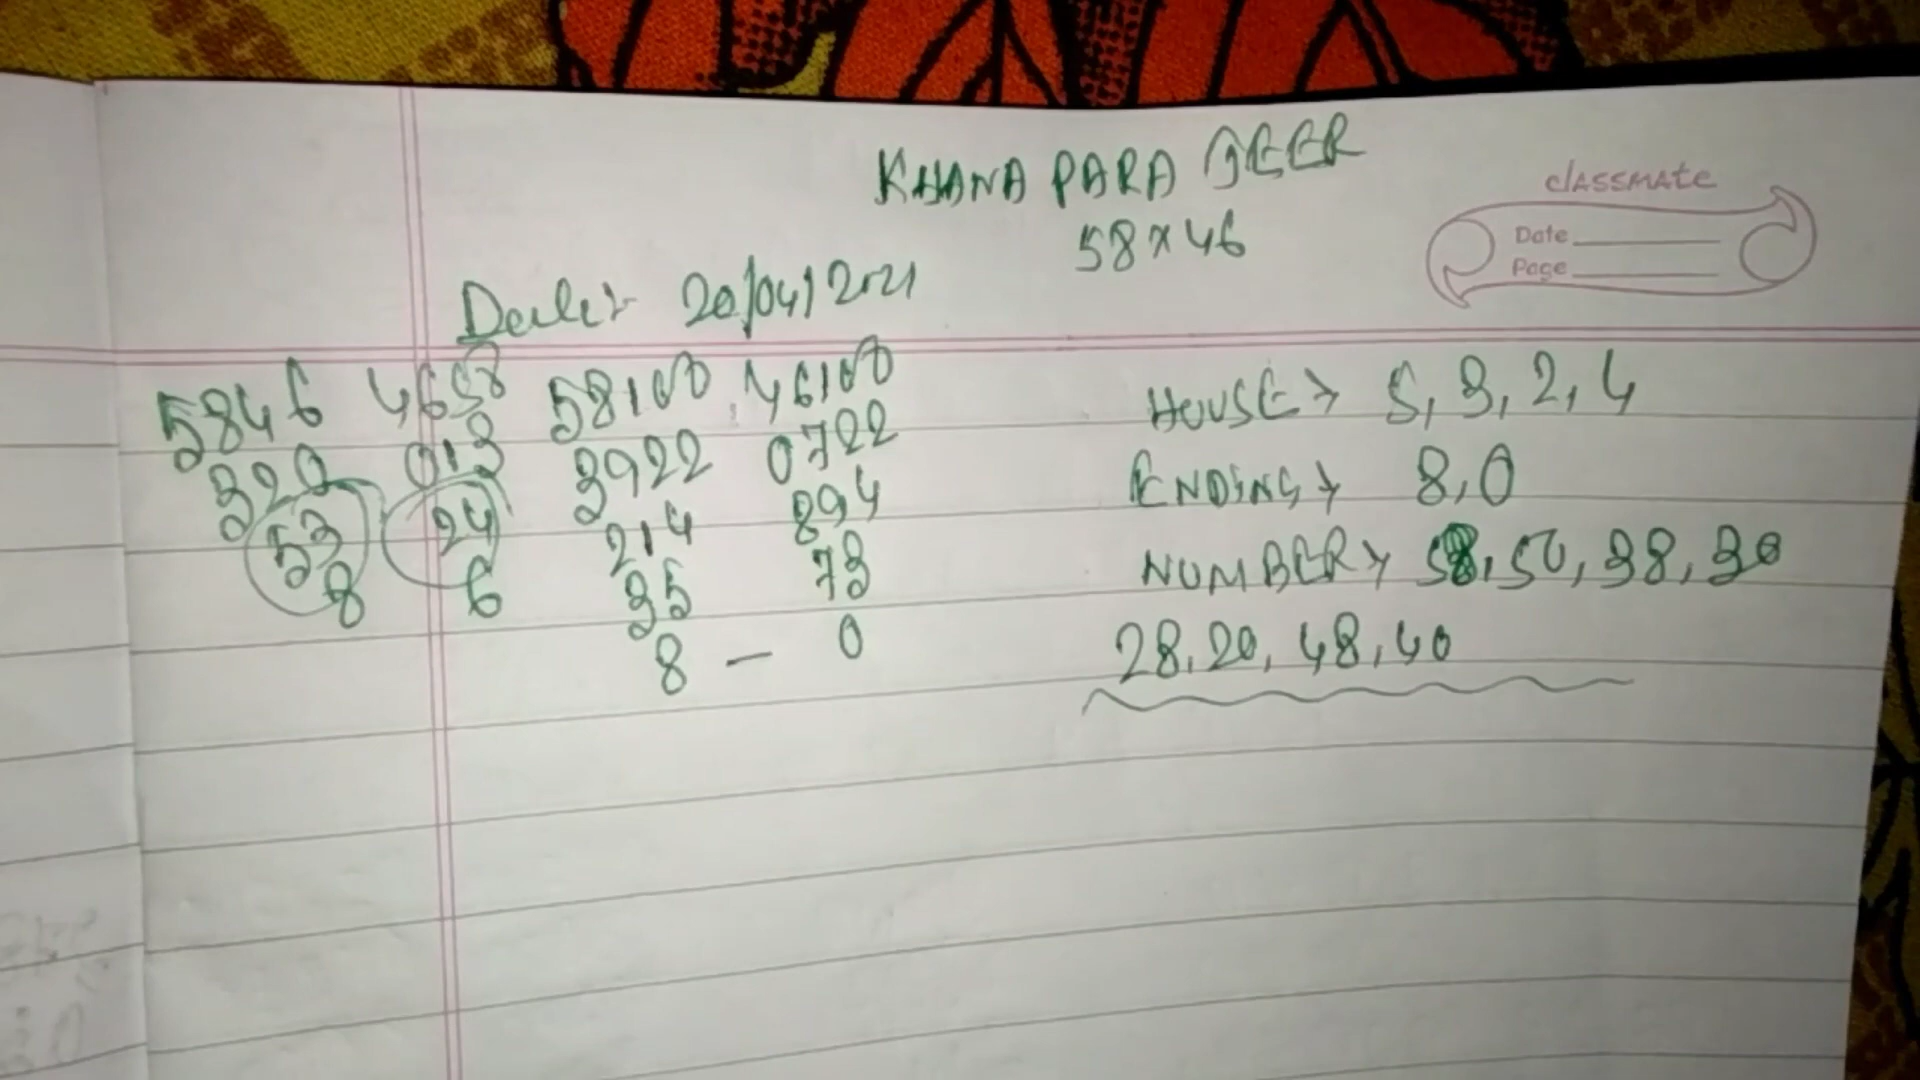 KHANA PARA TEER
58 x 46
classmate
Date
Page
Date:- 20/04/2021
5846 4658 58100 46100
320 013 3922 0722
53 24 214 894
8 6 35 73
8 - 0
HOUSE > 5, 3, 2, 4
ENDING > 8, 0
NUMBER > 58, 50, 38, 30
28, 20, 48, 40